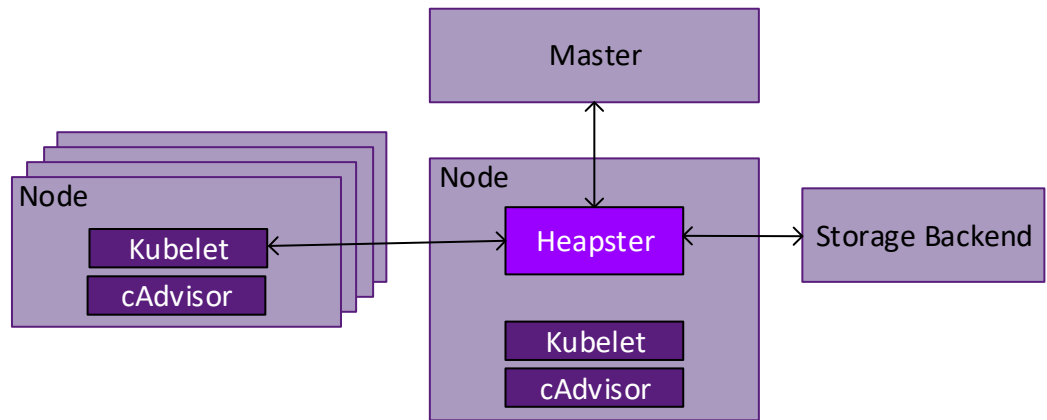 Master
Node
Kubelet
cAdvisor
Node
Heapster
Kubelet
cAdvisor
Storage Backend